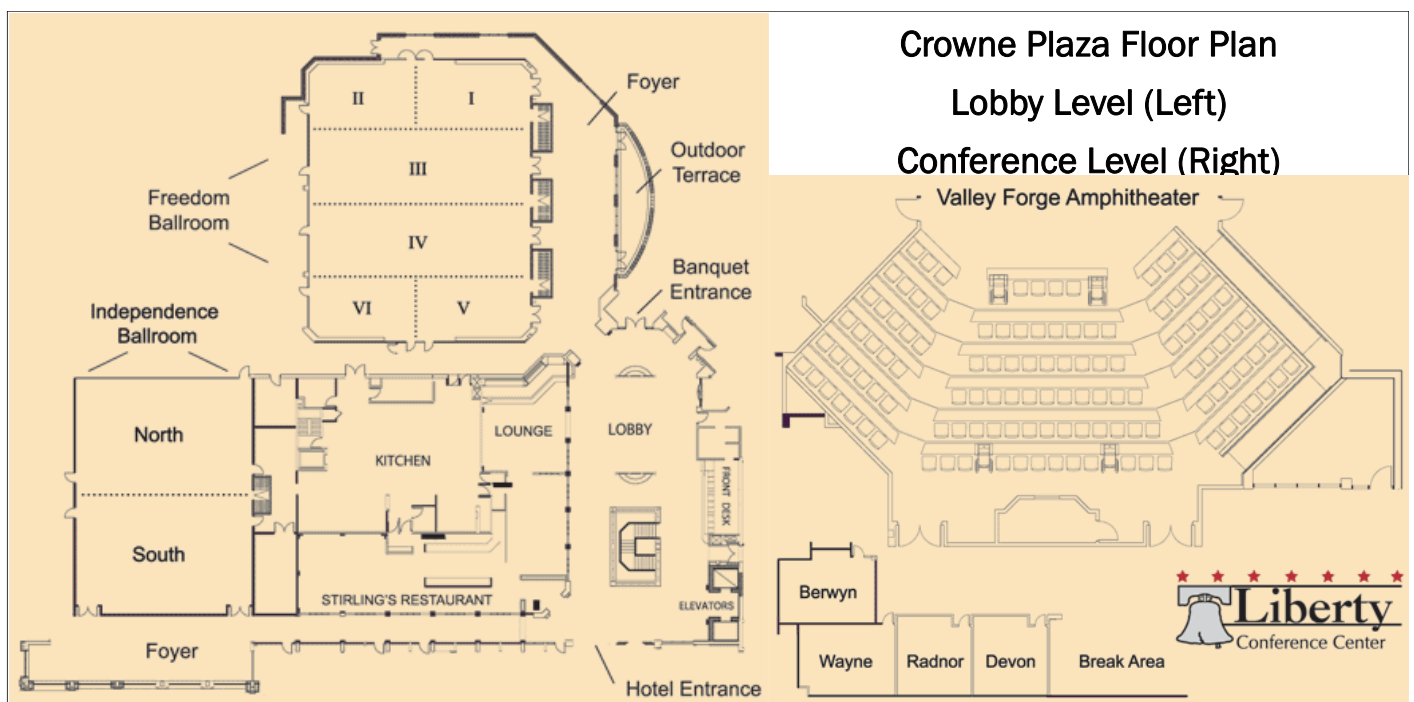 Crowne Plaza Floor Plan
Lobby Level (Left)
Conference Level (Right)
Foyer
II
I
Outdoor
Terrace
III
Freedom
Ballroom
IV
Banquet
Entrance
VI
V
Independence
Ballroom
North
LOUNGE
LOBBY
KITCHEN
FRONT DESK
South
STIRLING'S RESTAURANT
ELEVATORS
Foyer
Hotel Entrance
Valley Forge Amphitheater
Berwyn
Wayne
Radnor
Devon
Break Area
Liberty
Conference Center